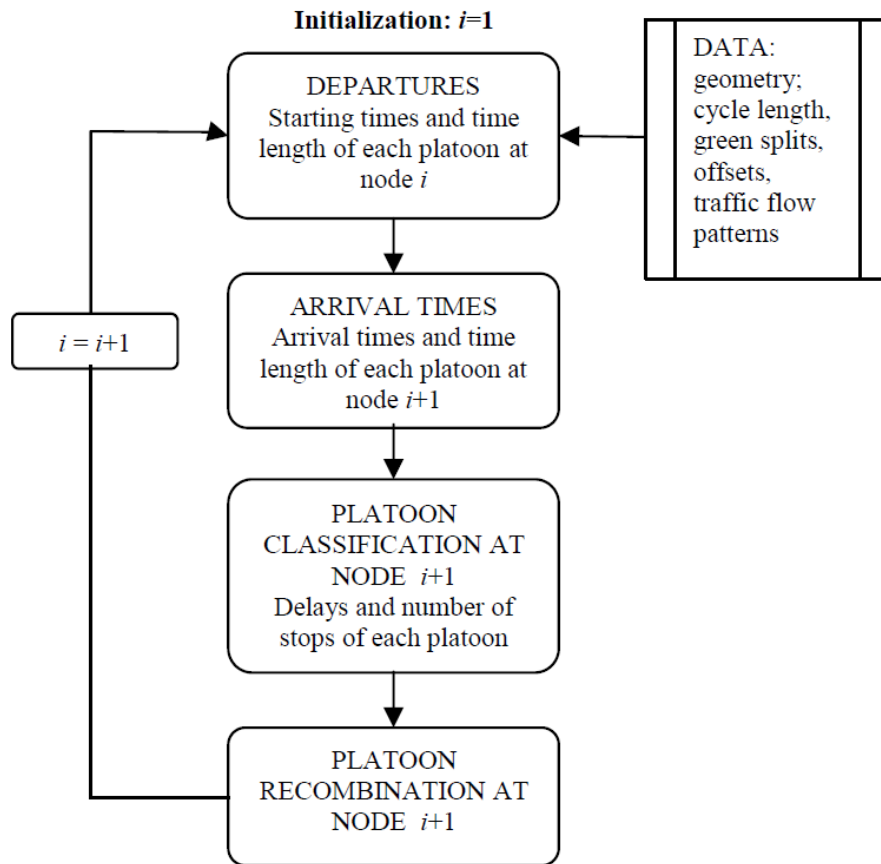 Initialization: i=1
DEPARTURES
Starting times and time
length of each platoon at
node i
DATA:
geometry;
cycle length,
green splits,
offsets,
traffic flow
patterns
ARRIVAL TIMES
Arrival times and time
length of each platoon at
node i+1
i = i+1
PLATOON
CLASSIFICATION AT
NODE i+1
Delays and number of
stops of each platoon
PLATOON
RECOMBINATION AT
NODE i+1